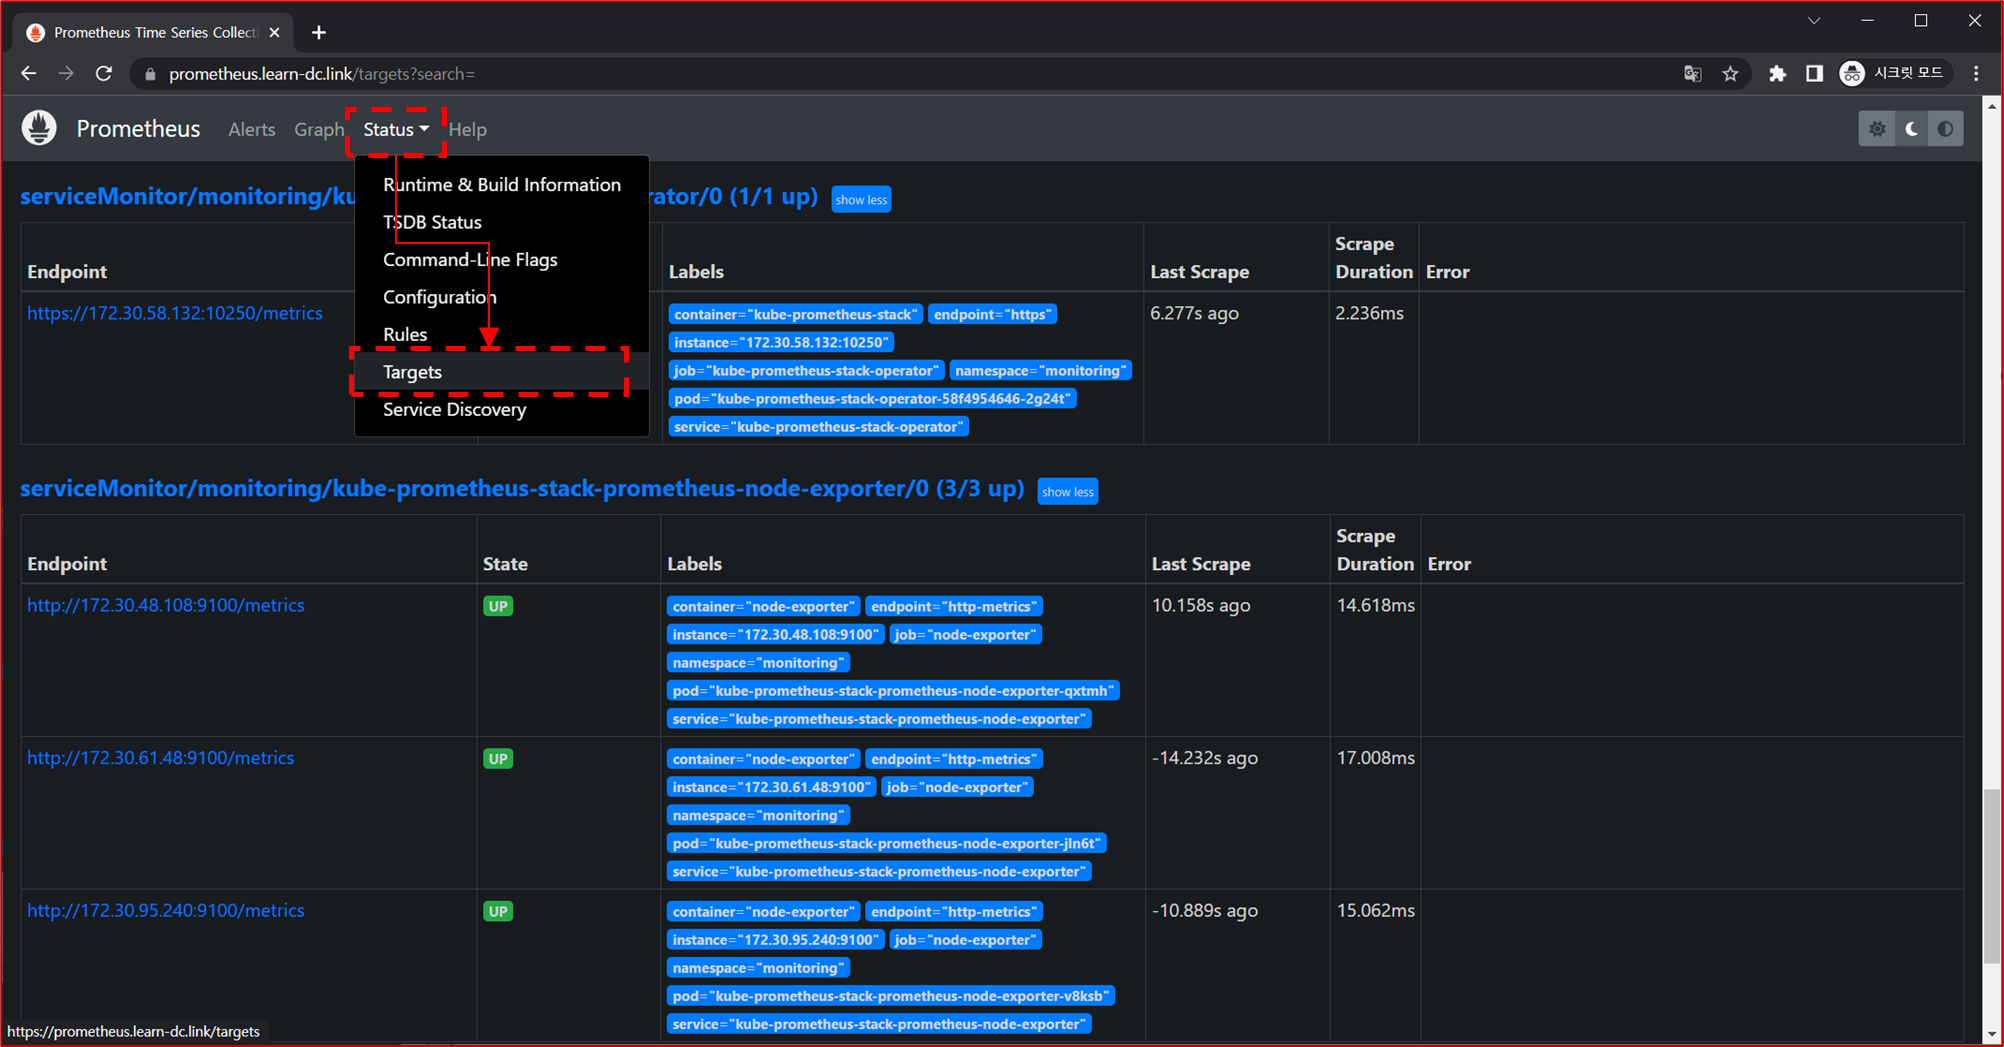 Prometheus Time Series Collecti
prometheus.learn-dc.link/targets?search=
시크릿 모드
Prometheus Alerts Graph Status Help
Runtime & Build Information
TSDB Status
Command-Line Flags
Configuration
Rules
Targets
Service Discovery
serviceMonitor/monitoring/ku rator/0 (1/1 up) show less
Endpoint Labels Last Scrape Scrape Duration Error
https://172.30.58.132:10250/metrics
container="kube-prometheus-stack" endpoint="https"
instance="172.30.58.132:10250"
job="kube-prometheus-stack-operator" namespace="monitoring"
pod="kube-prometheus-stack-operator-58f4954646-2g24t"
service="kube-prometheus-stack-operator"
6.277s ago 2.236ms
serviceMonitor/monitoring/kube-prometheus-stack-prometheus-node-exporter/0 (3/3 up) show less
Endpoint State Labels Last Scrape Scrape Duration Error
http://172.30.48.108:9100/metrics UP
container="node-exporter" endpoint="http-metrics"
instance="172.30.48.108:9100" job="node-exporter"
namespace="monitoring"
pod="kube-prometheus-stack-prometheus-node-exporter-qxtmh"
service="kube-prometheus-stack-prometheus-node-exporter"
10.158s ago 14.618ms
http://172.30.61.48:9100/metrics UP
container="node-exporter" endpoint="http-metrics"
instance="172.30.61.48:9100" job="node-exporter"
namespace="monitoring"
pod="kube-prometheus-stack-prometheus-node-exporter-jln6t"
service="kube-prometheus-stack-prometheus-node-exporter"
-14.232s ago 17.008ms
http://172.30.95.240:9100/metrics UP
container="node-exporter" endpoint="http-metrics"
instance="172.30.95.240:9100" job="node-exporter"
namespace="monitoring"
pod="kube-prometheus-stack-prometheus-node-exporter-v8ksb"
service="kube-prometheus-stack-prometheus-node-exporter"
-10.889s ago 15.062ms
https://prometheus.learn-dc.link/targets